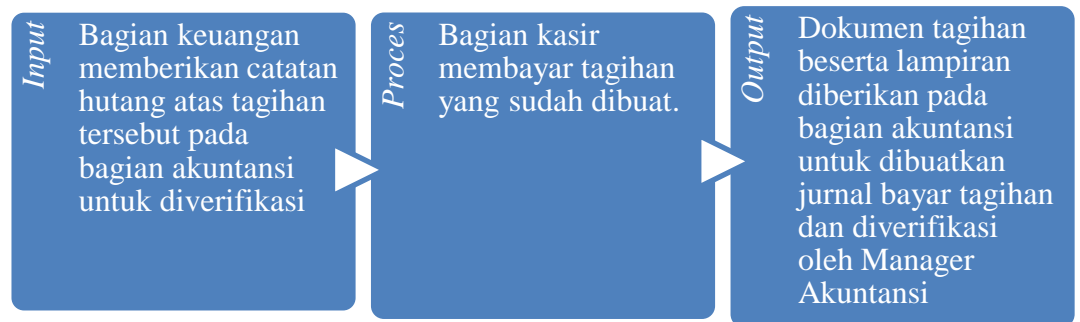 Input
Bagian keuangan
memberikan catatan
hutang atas tagihan
tersebut pada
bagian akuntansi
untuk diverifikasi
Proces
Bagian kasir
membayar tagihan
yang sudah dibuat.
Output
Dokumen tagihan
beserta lampiran
diberikan pada
bagian akuntansi
untuk dibuatkan
jurnal bayar tagihan
dan diverifikasi
oleh Manager
Akuntansi